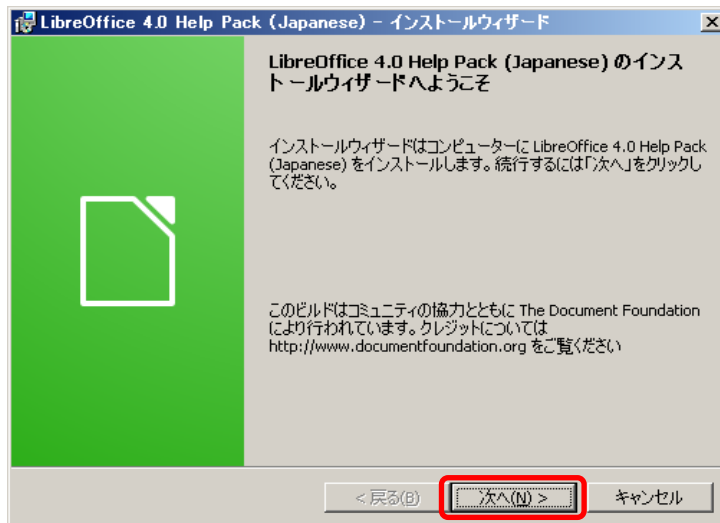 LibreOffice 4.0 Help Pack (Japanese) - インストールウィザード
LibreOffice 4.0 Help Pack (Japanese) のインス
トールウィザードへようこそ
インストールウィザードはコンピューターに LibreOffice 4.0 Help Pack
(Japanese) をインストールします。続行するには「次へ」をクリックし
てください。
このビルドはコミュニティの協力とともに The Document Foundation
により行われています。クレジットについては
http://www.documentfoundation.org をご覧ください
< 戻る(B)
次へ(N) >
キャンセル